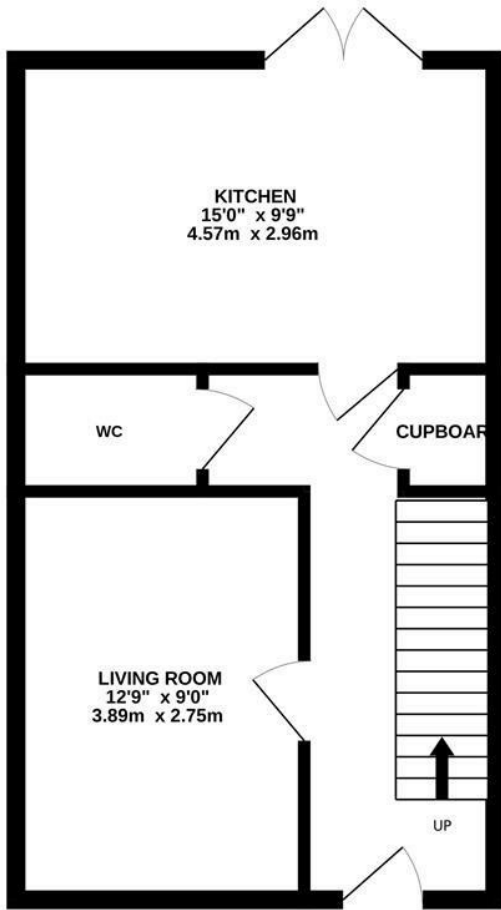 KITCHEN
15'0" x 9'9"
4.57m x 2.96m
WC
CUPBOAR
LIVING ROOM
12'9" x 9'0"
3.89m x 2.75m
UP